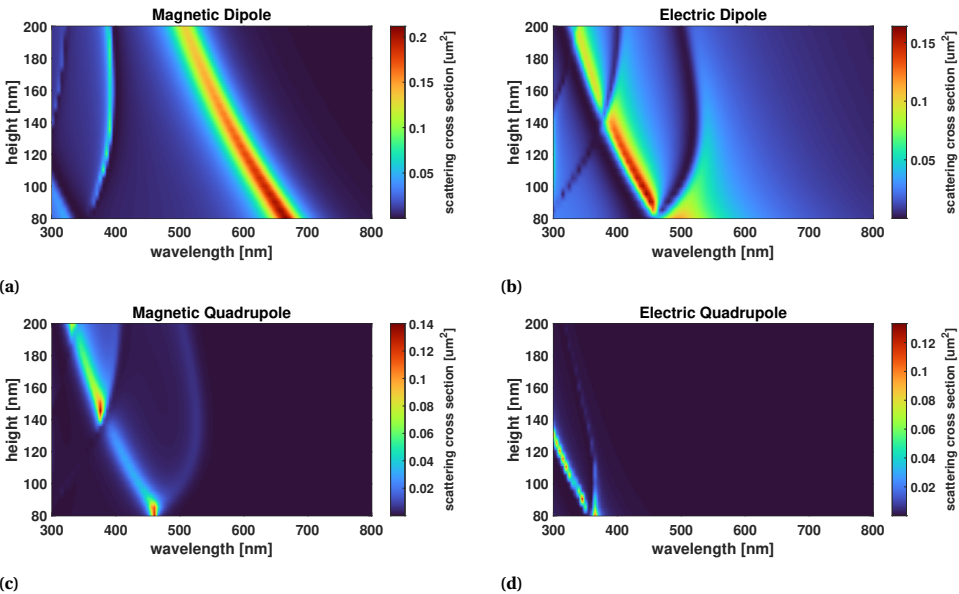 Magnetic Dipole
200
180
160
140
120
100
80
height [nm]
300 400 500 600 700 800
wavelength [nm]
0.2
0.15
0.1
0.05
scattering cross section [um2]
(a)
Electric Dipole
200
180
160
140
120
100
80
height [nm]
300 400 500 600 700 800
wavelength [nm]
0.15
0.1
0.05
scattering cross section [um2]
(b)
Magnetic Quadrupole
200
180
160
140
120
100
80
height [nm]
300 400 500 600 700 800
wavelength [nm]
0.14
0.12
0.10
0.08
0.06
0.04
0.02
scattering cross section [um2]
(c)
Electric Quadrupole
200
180
160
140
120
100
80
height [nm]
300 400 500 600 700 800
wavelength [nm]
0.12
0.10
0.08
0.06
0.04
0.02
scattering cross section [um2]
(d)